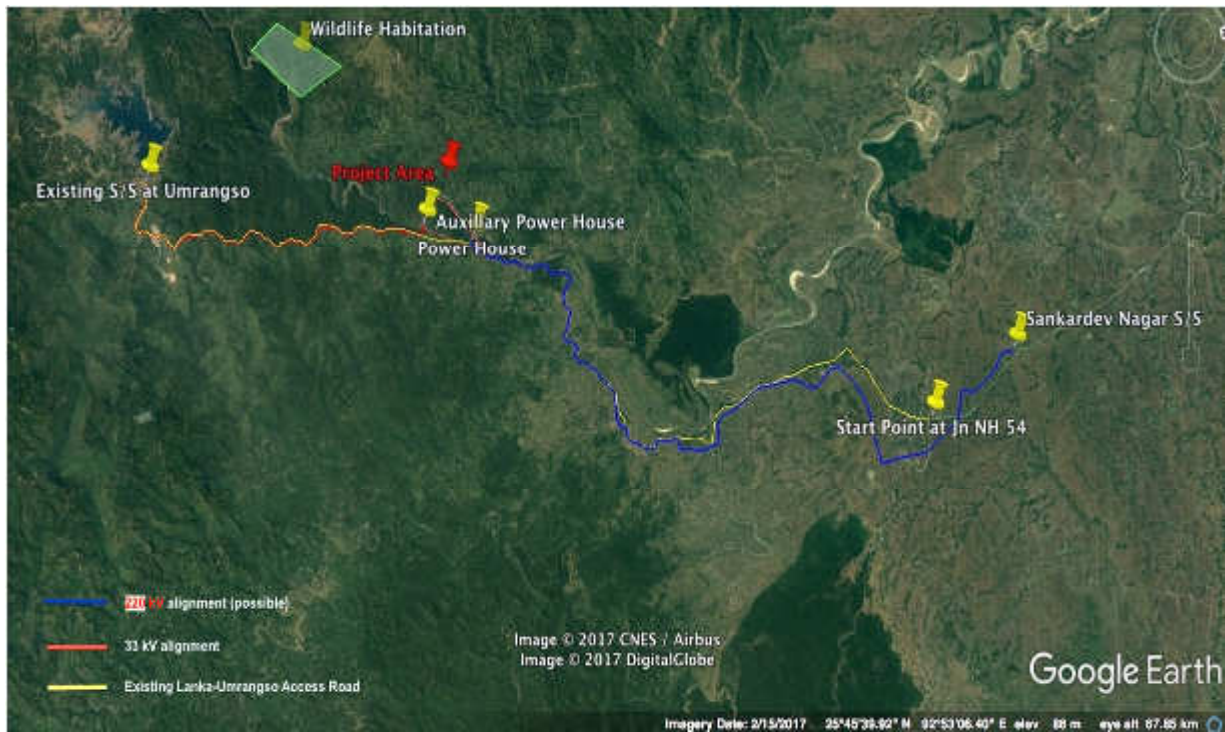 Wildlife Habitation
Project Area
Existing S/S at Umrangso
Auxillary Power House
Power House
Sankardev Nagar S/S
Start Point at Jn NH 54
220 kV alignment (possible)
33 kV alignment
Existing Lanka-Umrangso Access Road
Image © 2017 CNES / Airbus
Image © 2017 DigitalGlobe
Google Earth
Imagery Date: 2/15/2017 25°45'39.92" N 92°53'06.40" E elev 88 m eye alt 67.85 km